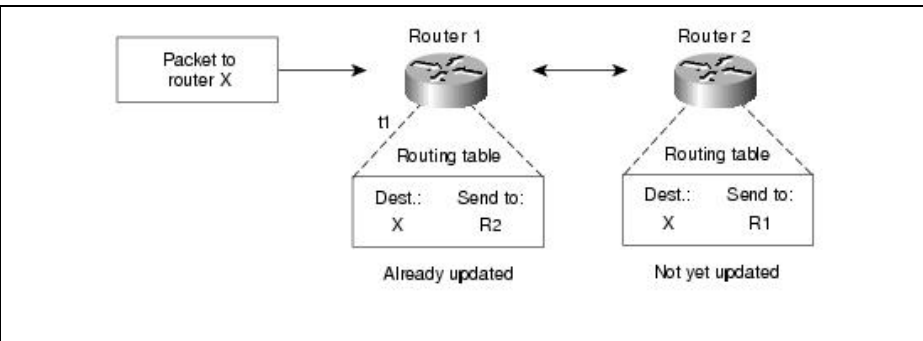 Router 1
Router 2
Packet to
router X
t1
Routing table
Routing table
Dest.: Send to:
X R2
Dest.: Send to:
X R1
Already updated
Not yet updated